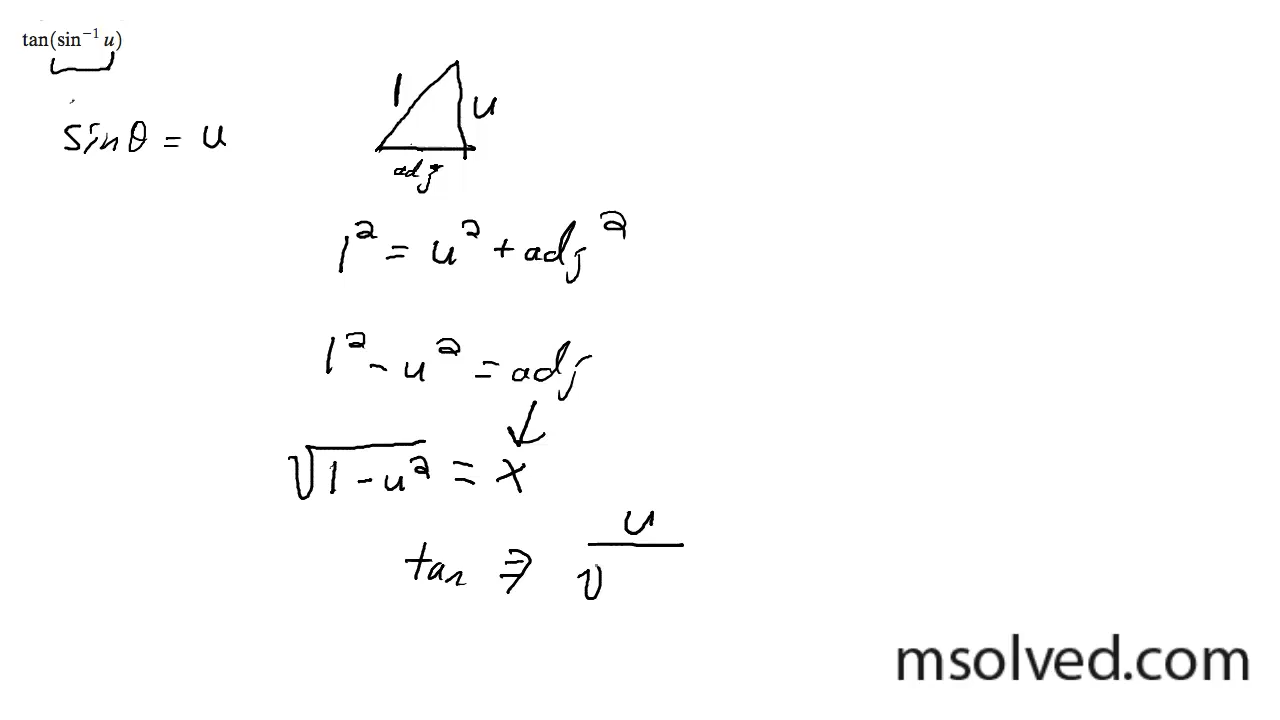 tan(sin⁻¹ u)
sinθ = u
1
u
adj
1² = u² + adj²
1² - u² = adj
↓
√(1 - u²) = x
tan ⇒ u/√
msolved.com